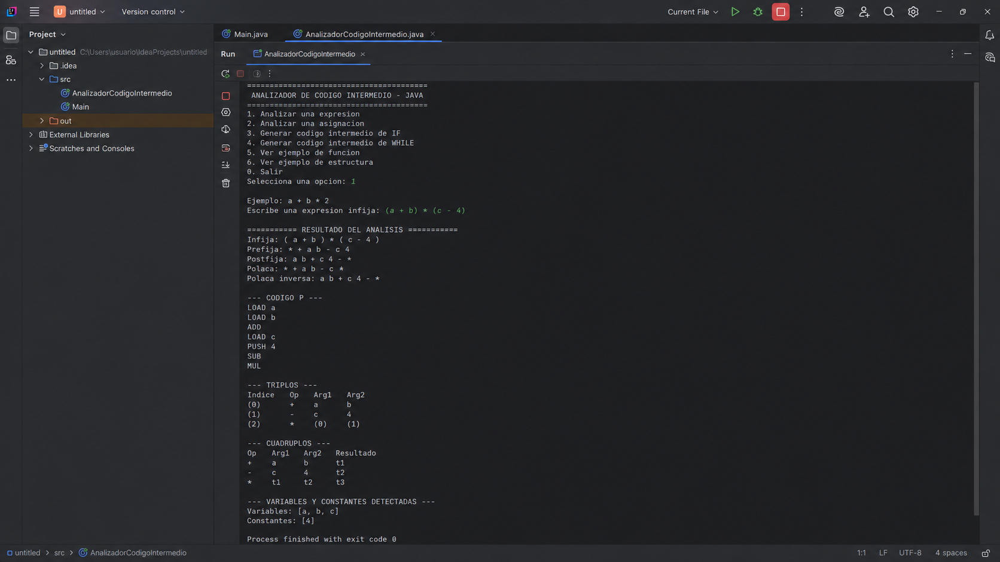 U untitled Version control Current File
Project
Main.java AnalizadorCodigoIntermedio.java
untitled C:\Users\usuario\IdeaProjects\untitled
.idea
src
AnalizadorCodigoIntermedio
Main
out
External Libraries
Scratches and Consoles
Run AnalizadorCodigoIntermedio
=========================================
ANALIZADOR DE CODIGO INTERMEDIO - JAVA
=========================================
1. Analizar una expresion
2. Analizar una asignacion
3. Generar codigo intermedio de IF
4. Generar codigo intermedio de WHILE
5. Ver ejemplo de funcion
6. Ver ejemplo de estructura
0. Salir
Selecciona una opcion: 1
Ejemplo: a + b * 2
Escribe una expresion infija: (a + b) * (c - 4)
=========== RESULTADO DEL ANALISIS ===========
Infija: ( a + b ) * ( c - 4 )
Prefija: * + a b - c 4
Postfija: a b + c 4 - *
Polaca: * + a b - c *
Polaca inversa: a b + c 4 - *
--- CODIGO P ---
LOAD a
LOAD b
ADD
LOAD c
PUSH 4
SUB
MUL
--- TRIPLOS ---
Indice Op Arg1 Arg2
(0) + a b
(1) - c 4
(2) * (0) (1)
--- CUADRUPLOS ---
Op Arg1 Arg2 Resultado
+ a b t1
- c 4 t2
* t1 t2 t3
--- VARIABLES Y CONSTANTES DETECTADAS ---
Variables: [a, b, c]
Constantes: [4]
Process finished with exit code 0
untitled > src > AnalizadorCodigoIntermedio 1:1 LF UTF-8 4 spaces